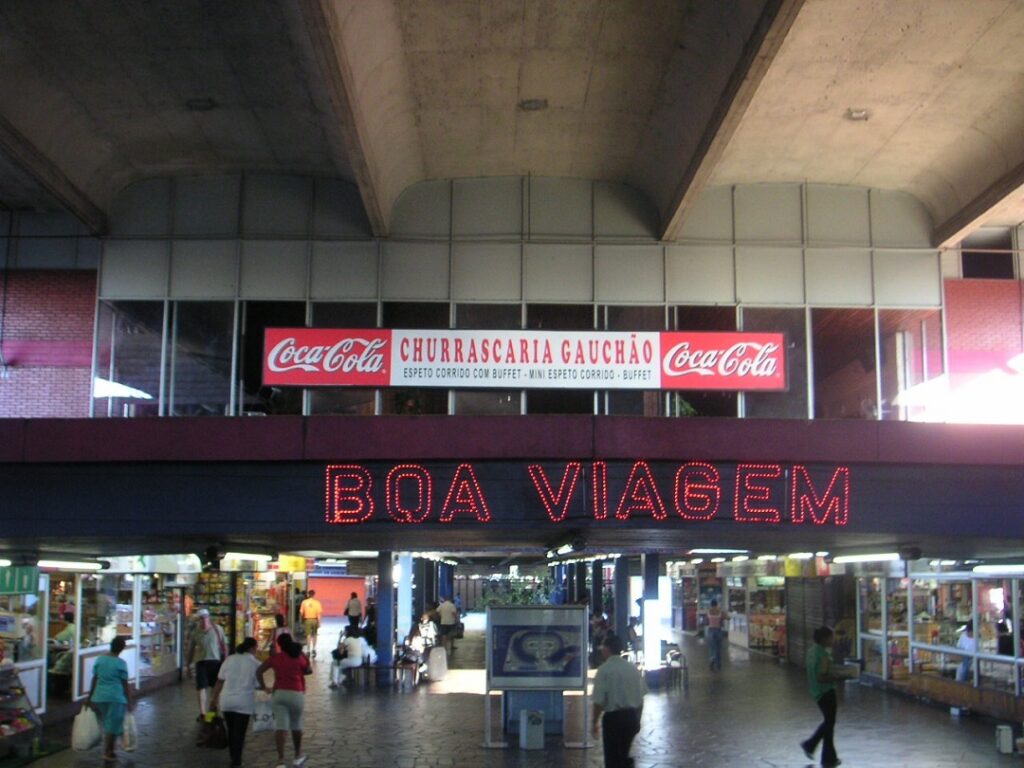 Coca-Cola
CHURRASCARIA GAUCHÃO
ESPETO CORRIDO COM BUFFET - MINI ESPETO CORRIDO - BUFFET
Coca-Cola
BOA VIAGEM